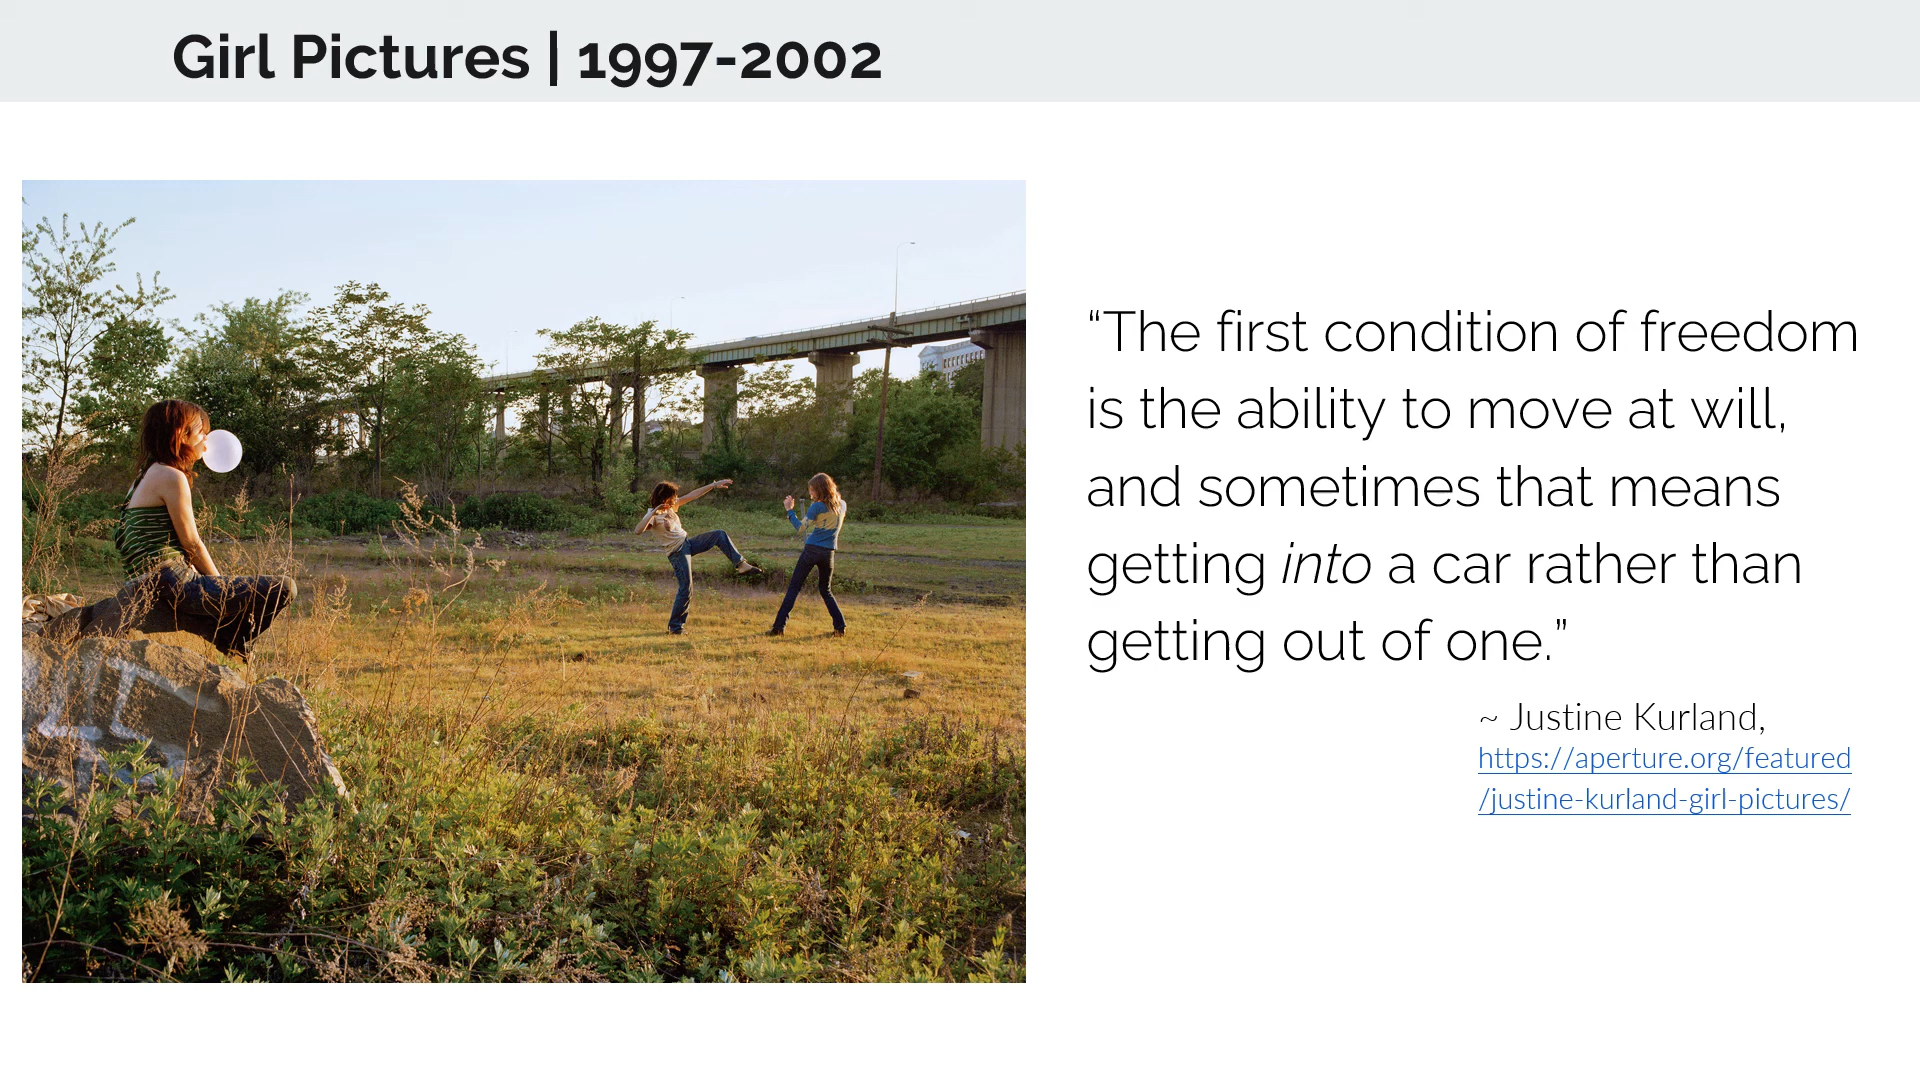 Girl Pictures | 1997-2002
“The first condition of freedom
is the ability to move at will,
and sometimes that means
getting into a car rather than
getting out of one.”
~ Justine Kurland,
https://aperture.org/featured
/justine-kurland-girl-pictures/